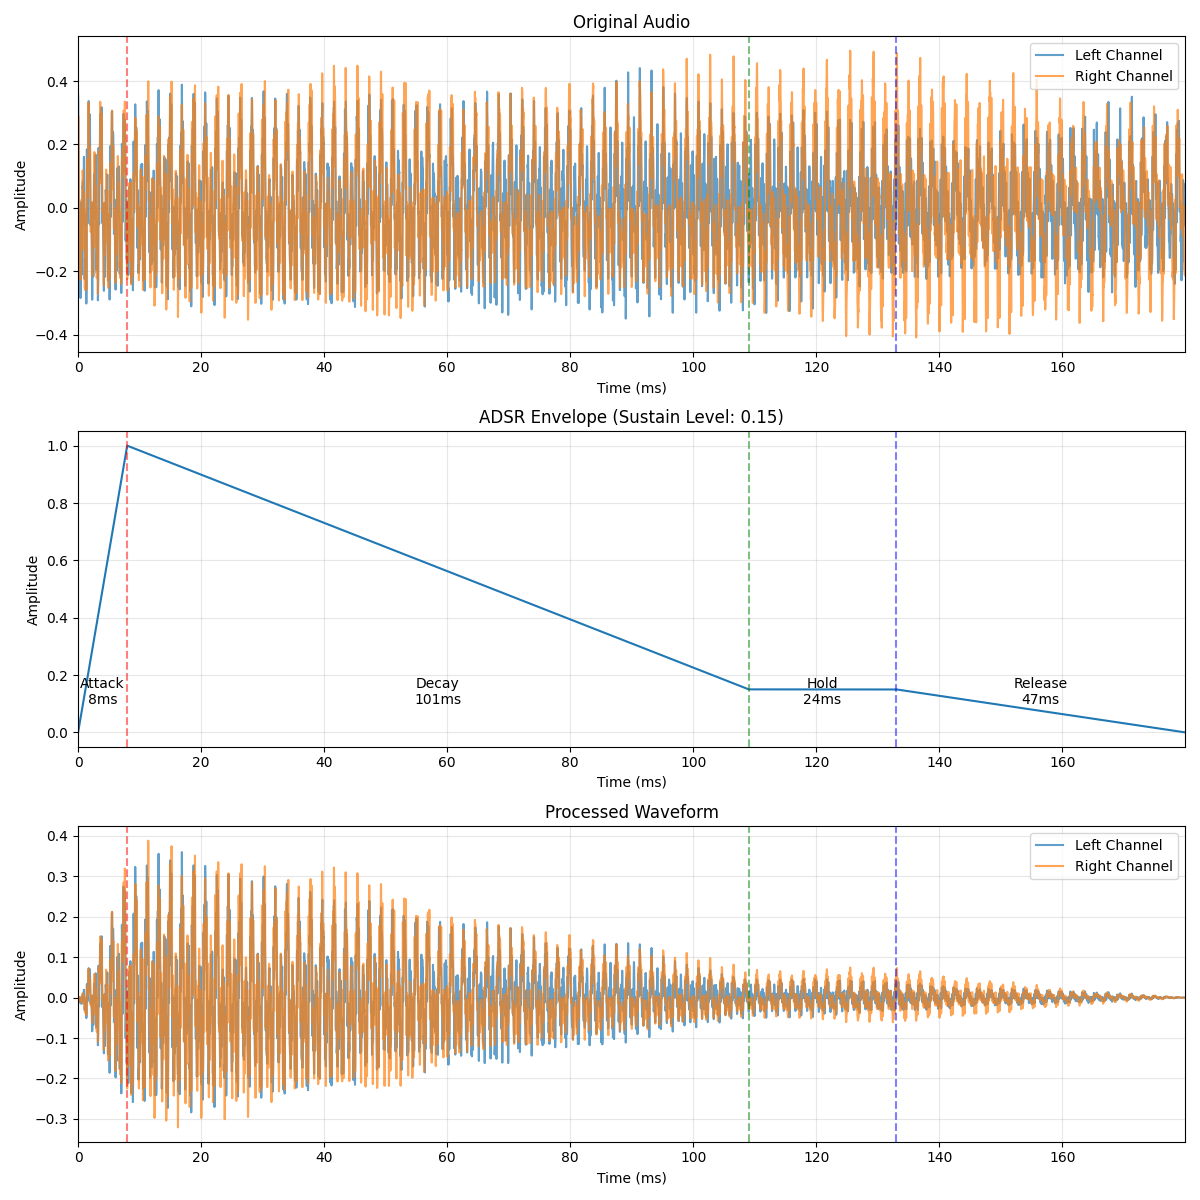 Original Audio
Amplitude
0.4
0.2
0.0
−0.2
−0.4
Left Channel
Right Channel
0 20 40 60 80 100 120 140 160
Time (ms)
ADSR Envelope (Sustain Level: 0.15)
Amplitude
1.0
0.8
0.6
0.4
0.2
0.0
Attack
8ms
Decay
101ms
Hold
24ms
Release
47ms
0 20 40 60 80 100 120 140 160
Time (ms)
Processed Waveform
Amplitude
0.4
0.3
0.2
0.1
0.0
−0.1
−0.2
−0.3
Left Channel
Right Channel
0 20 40 60 80 100 120 140 160
Time (ms)